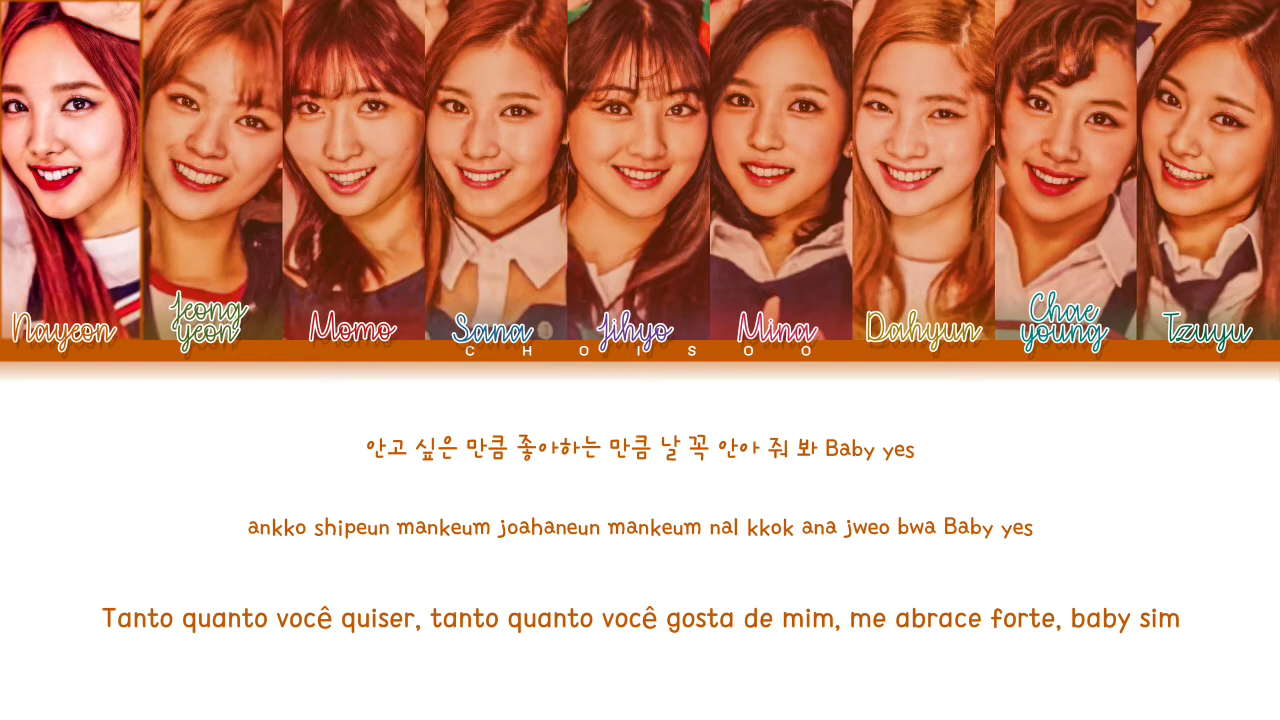 Nayeon
Jeong
yeon
Momo
Sana
Jihyo
Mina
Dahyun
Chae
young
Tzuyu
CHOISOO
안고 싶은 만큼 좋아하는 만큼 날 꼭 안아 줘 봐 Baby yes
ankko shipeun mankeum joahaneun mankeum nal kkok ana jweo bwa Baby yes
Tanto quanto você quiser, tanto quanto você gosta de mim, me abrace forte, baby sim